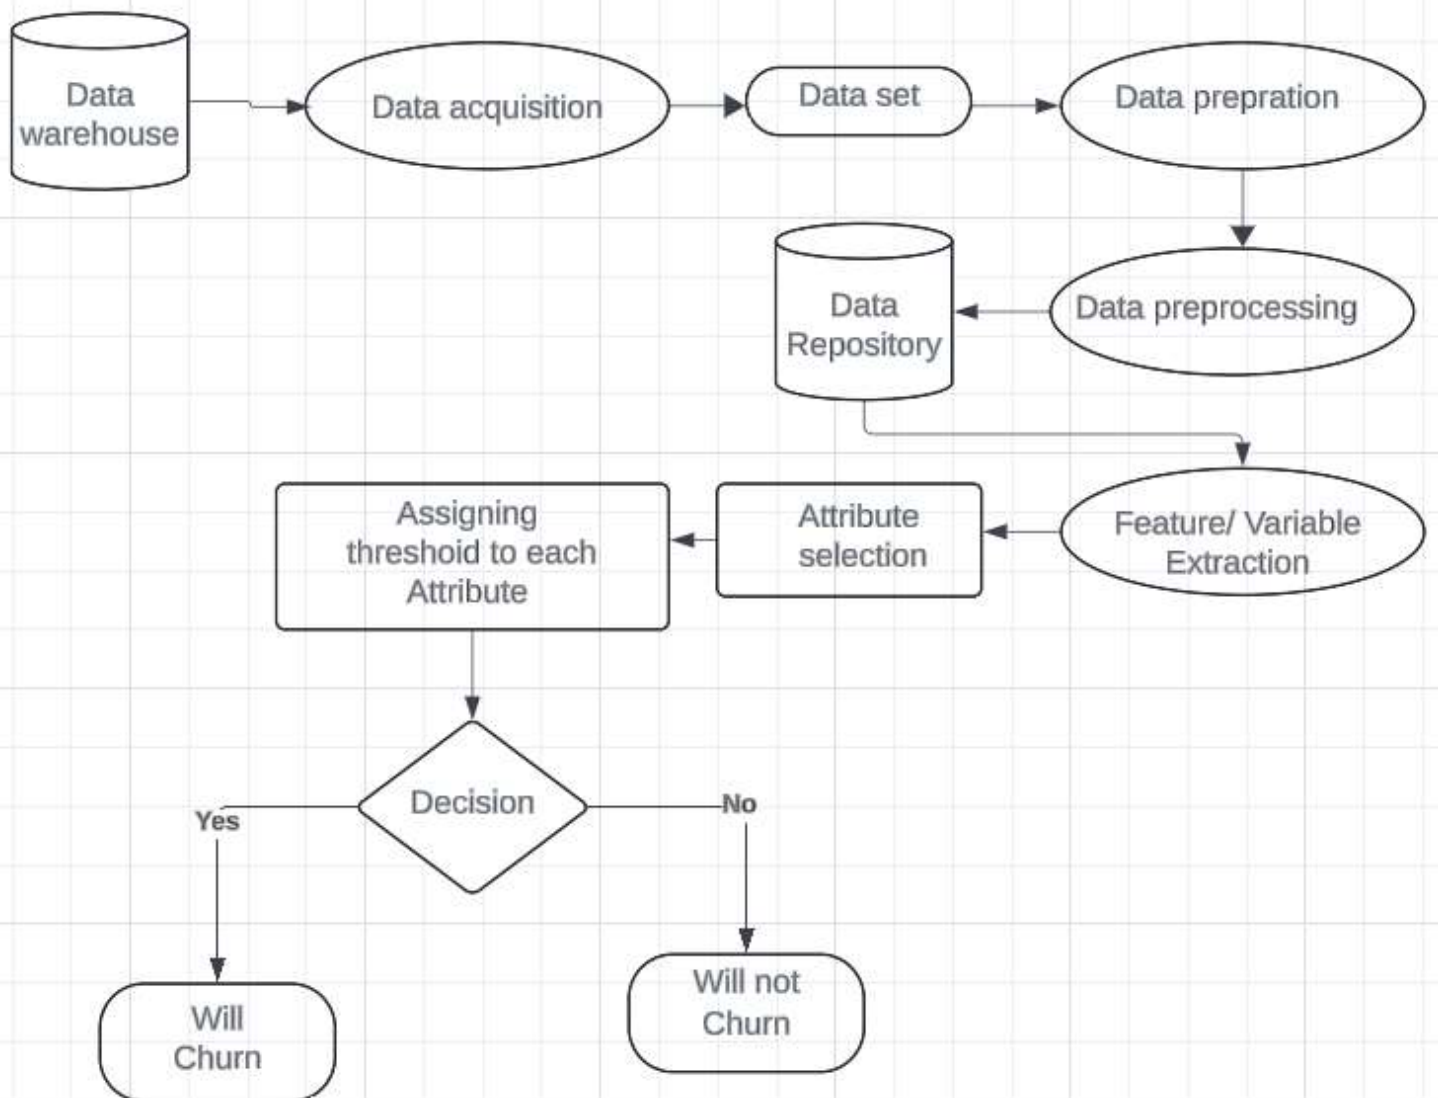 Data
warehouse
Data acquisition
Data set
Data prepration
Data
Repository
Data preprocessing
Assigning
threshoid to each
Attribute
Attribute
selection
Feature/ Variable
Extraction
Decision
Yes
No
Will
Churn
Will not
Churn